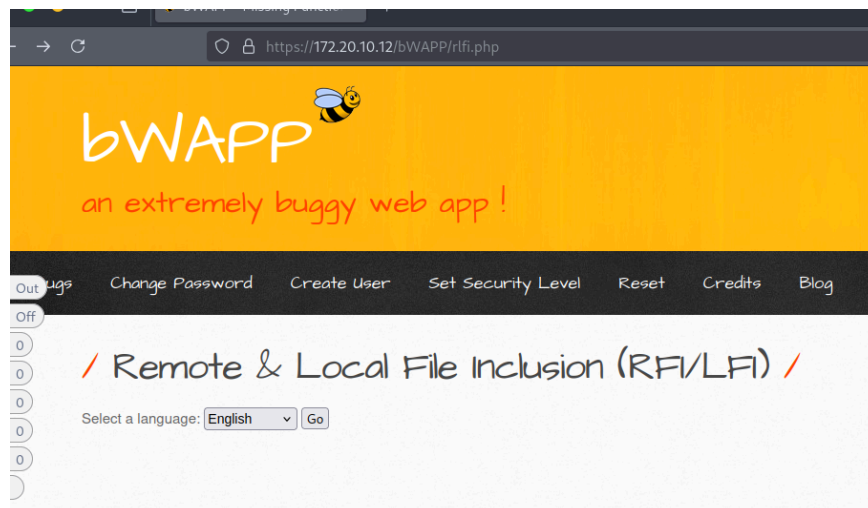 https://172.20.10.12/bWAPP/rlfi.php
bWAPP
an extremely buggy web app !
ugs Change Password Create User Set Security Level Reset Credits Blog
Out
Off
0
0
0
0
0
/ Remote & Local File Inclusion (RFI/LFI) /
Select a language: English Go